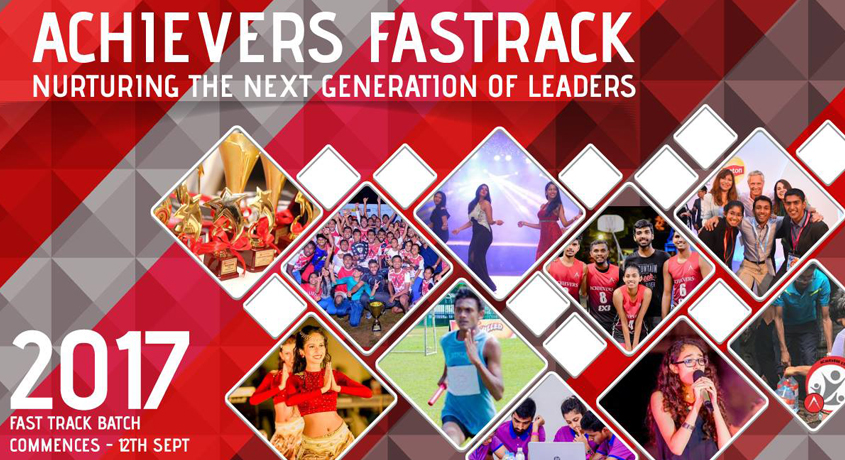 ACHIEVERS FASTRACK
NURTURING THE NEXT GENERATION OF LEADERS
2017
FAST TRACK BATCH
COMMENCES - 12TH SEPT